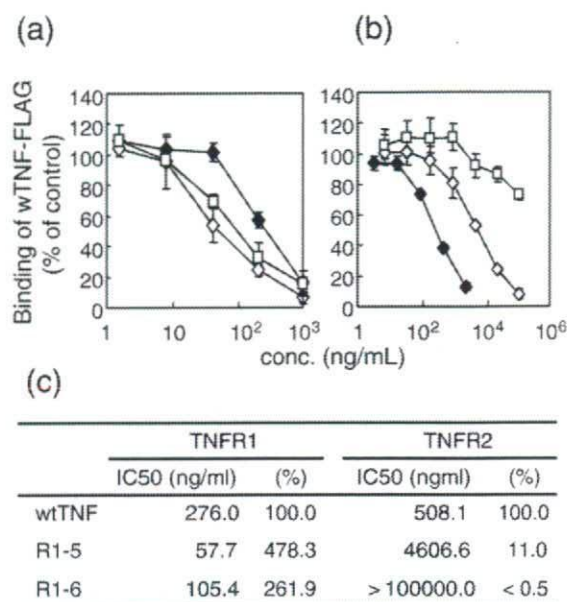 (a)
(b)
Binding of wTNF-FLAG
(% of control)
140
120
100
80
60
40
20
0
1
10
10²
10³
140
120
100
80
60
40
20
0
1
10²
10⁴
10⁶
conc. (ng/mL)
(c)
TNFR1 TNFR2
IC50 (ng/ml) (%) IC50 (ngml) (%)
wtTNF 276.0 100.0 508.1 100.0
R1-5 57.7 478.3 4606.6 11.0
R1-6 105.4 261.9 > 100000.0 < 0.5